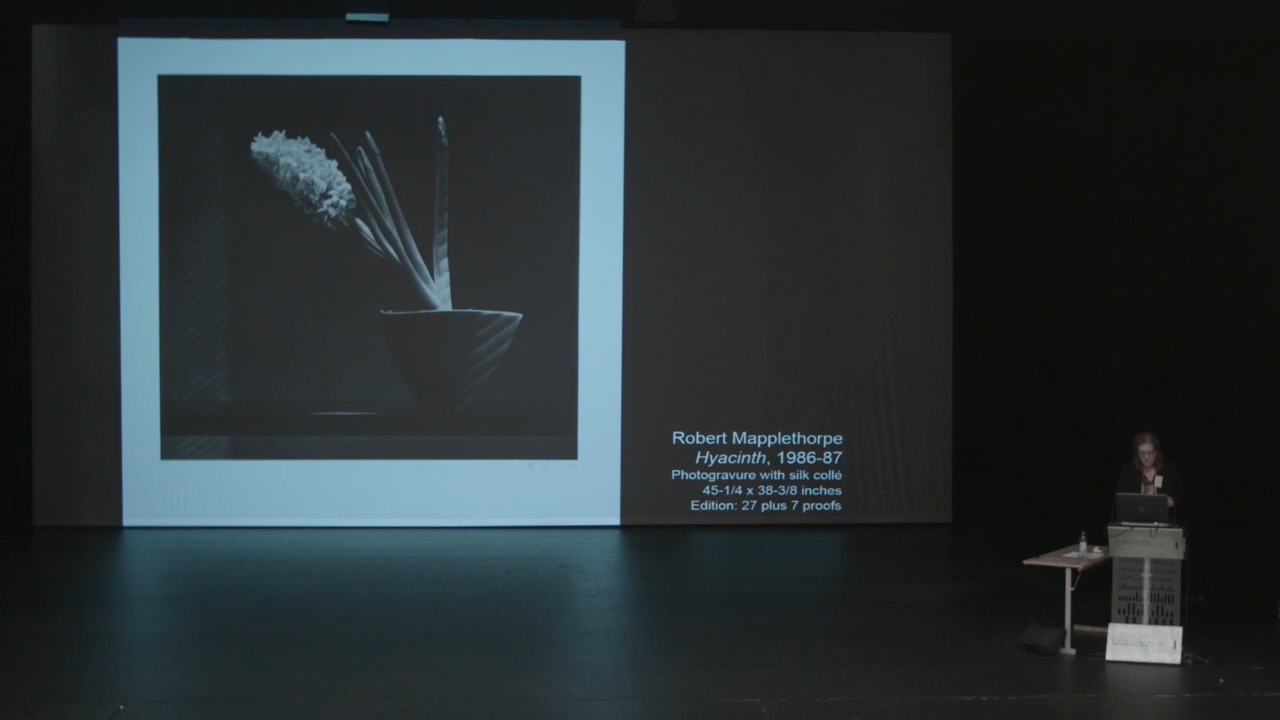 Robert Mapplethorpe
Hyacinth, 1986-87
Photogravure with silk collé
45-1/4 x 38-3/8 inches
Edition: 27 plus 7 proofs